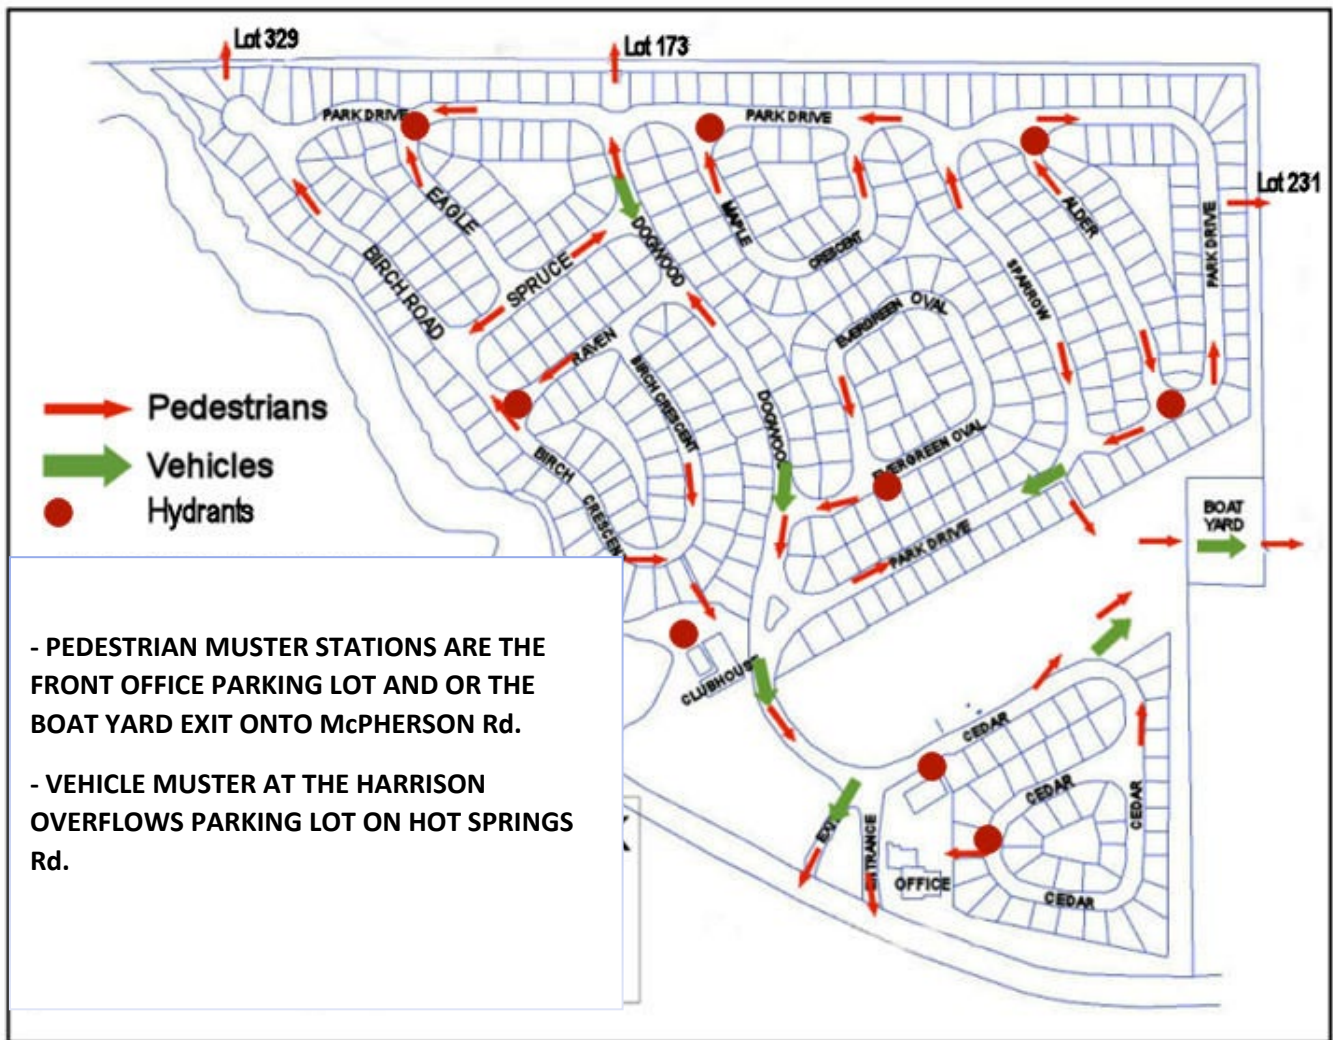 Lot 329
Lot 173
PARK DRIVE
PARK DRIVE
Lot 231
EAGLE
MAPLE
ALDER
PARK DRIVE
DOGWOOD
CRESCENT
BIRCH ROAD
SPRUCE
SPARROW
EVERGREEN OVAL
RAVEN
BIRCH CRESCENT
DOGWOOD
Pedestrians
Vehicles
Hydrants
EVERGREEN OVAL
BIRCH CRESCENT
PARK DRIVE
BOAT
YARD
CLUBHOUSE
- PEDESTRIAN MUSTER STATIONS ARE THE
FRONT OFFICE PARKING LOT AND OR THE
BOAT YARD EXIT ONTO McPHERSON Rd.
- VEHICLE MUSTER AT THE HARRISON
OVERFLOWS PARKING LOT ON HOT SPRINGS
Rd.
CEDAR
CEDAR
CEDAR
EXIT
ENTRANCE
OFFICE
CEDAR